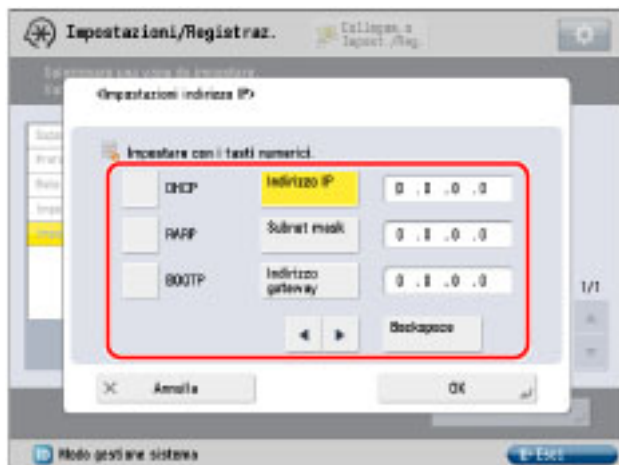 Impostazioni/Registraz.
Collegam. a
Impost./Reg.
<Impostazioni indirizzo IP>
Impostare con i tasti numerici.
DHCP
Indirizzo IP
0 .0 .0 .0
RARP
Subnet mask
0 .0 .0 .0
BOOTP
Indirizzo
gateway
0 .0 .0 .0
Backspace
1/1
Annulla
OK
Modo gestione sistema
Esci